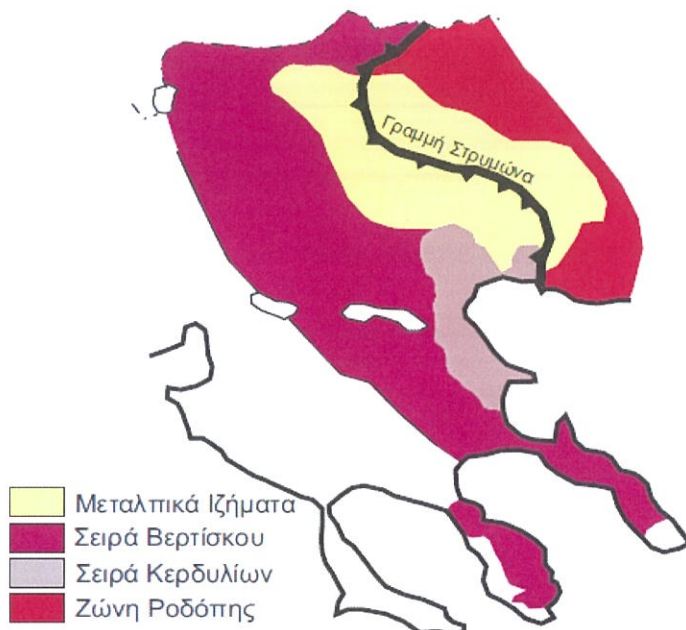 Γραμμή Στρυμώνα
Μεταλπικά Ιζήματα
Σειρά Βερτίσκου
Σειρά Κερδυλίων
Ζώνη Ροδόπης